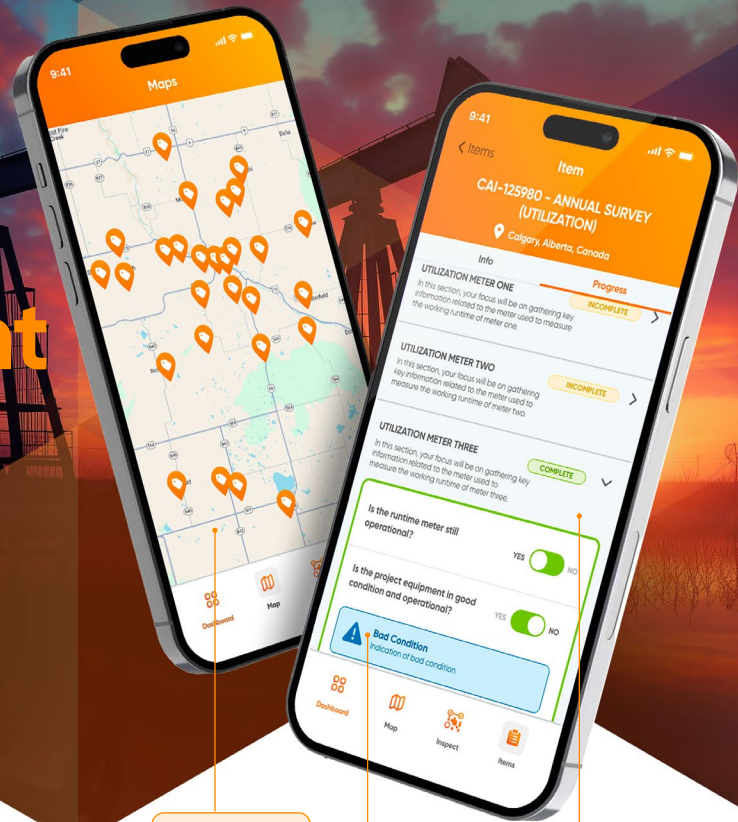 nt
9:41
Maps
Dashboard
Map
9:41
Items
Item
CAI-125980 - ANNUAL SURVEY
(UTILIZATION)
Calgary, Alberta, Canada
Info
Progress
UTILIZATION METER ONE
In this section, your focus will be on gathering key
information related to the meter used to measure
the working runtime of meter one.
INCOMPLETE
UTILIZATION METER TWO
In this section, your focus will be on gathering
key information related to the meter used to
measure the working runtime of meter two.
INCOMPLETE
UTILIZATION METER THREE
In this section, your focus will be on gathering key
information related to the meter used to
measure the working runtime of meter three.
COMPLETE
Is the runtime meter still
operational?
YES
NO
Is the project equipment in good
condition and operational?
YES
NO
Bad Condition
Indication of bad condition.
Dashboard
Map
Inspect
Items